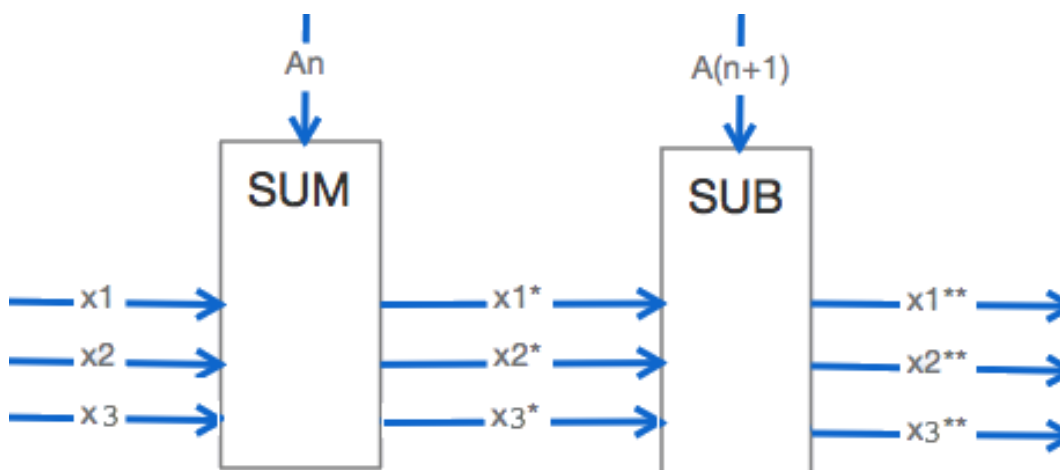 An
A(n+1)
SUM
SUB
x1
x1*
x1**
x2
x2*
x2**
x3
x3*
x3**